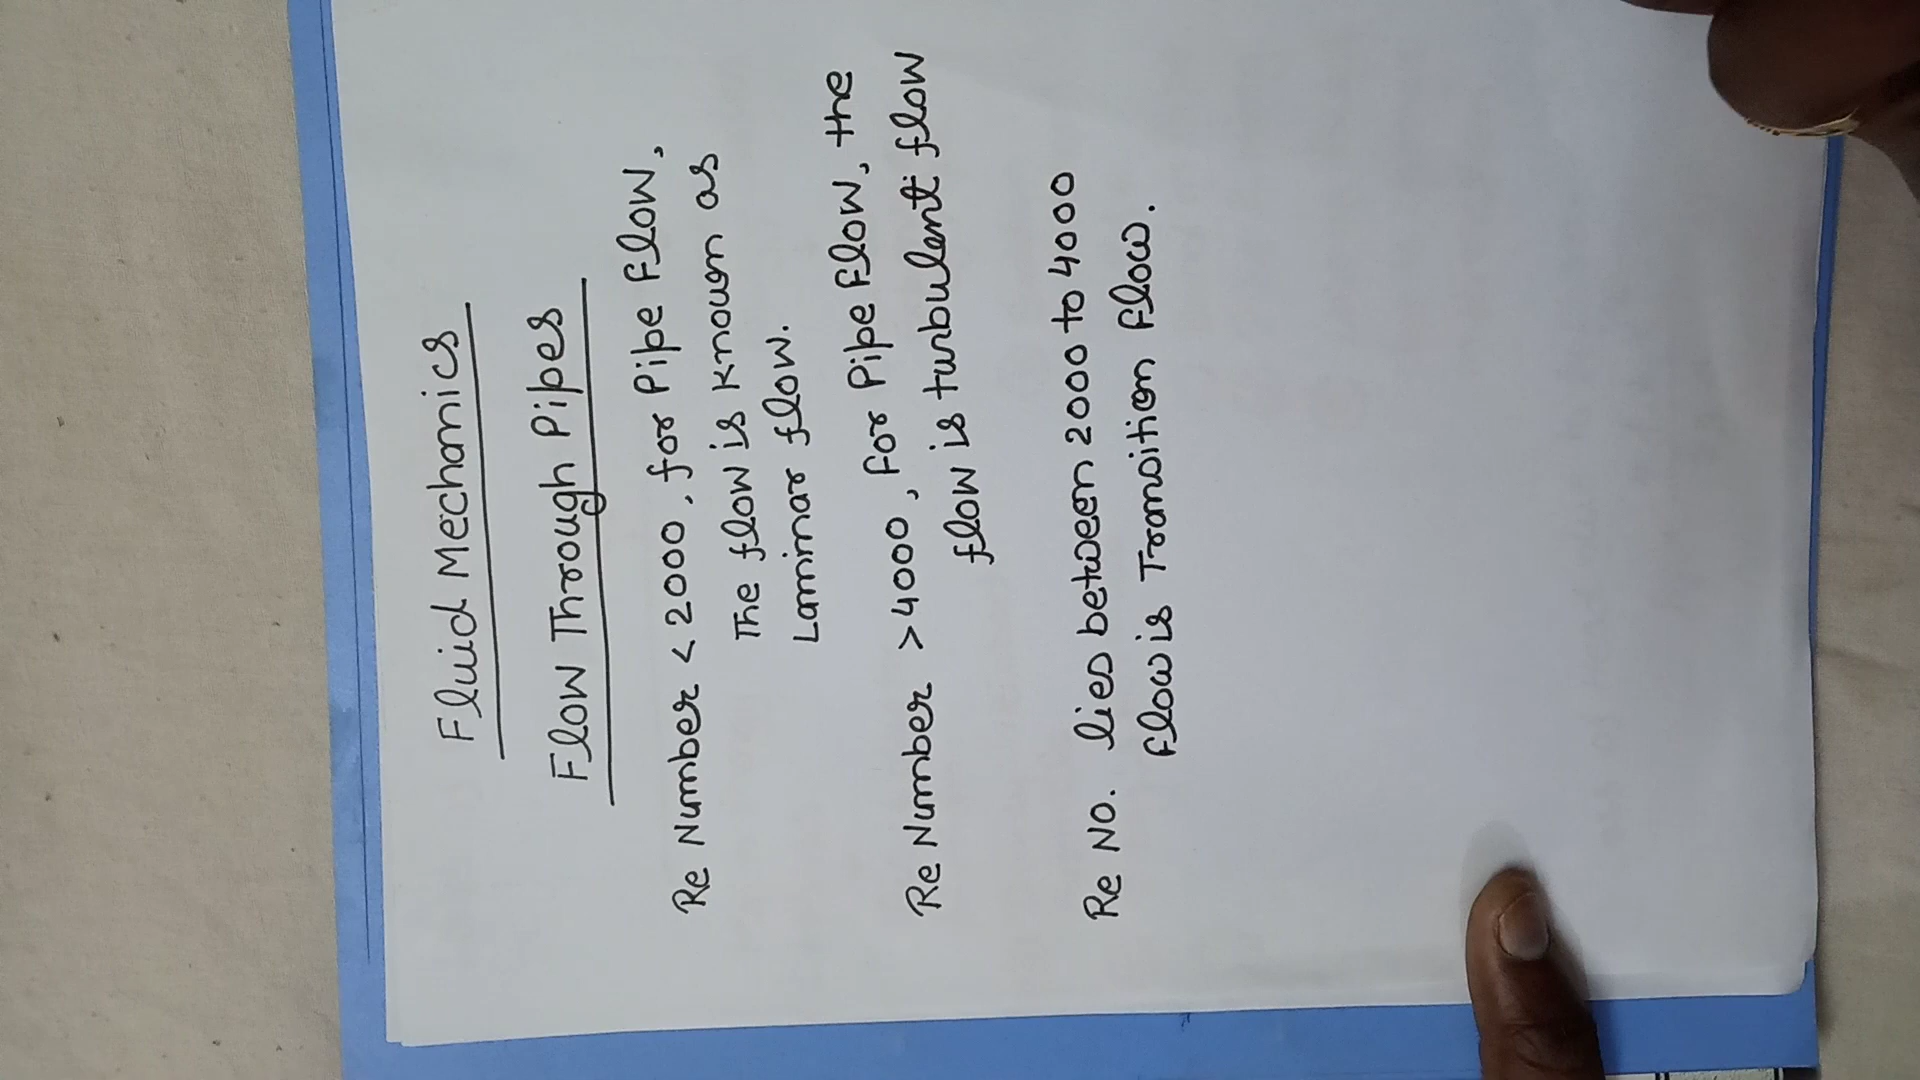 Fluid Mechanics
Flow Through Pipes
Re Number < 2000, for Pipe Flow,
The flow is known as
Laminar flow.
Re Number > 4000, for Pipe flow, the
flow is turbulent flow
Re No. lies between 2000 to 4000
flow is Transition flow.